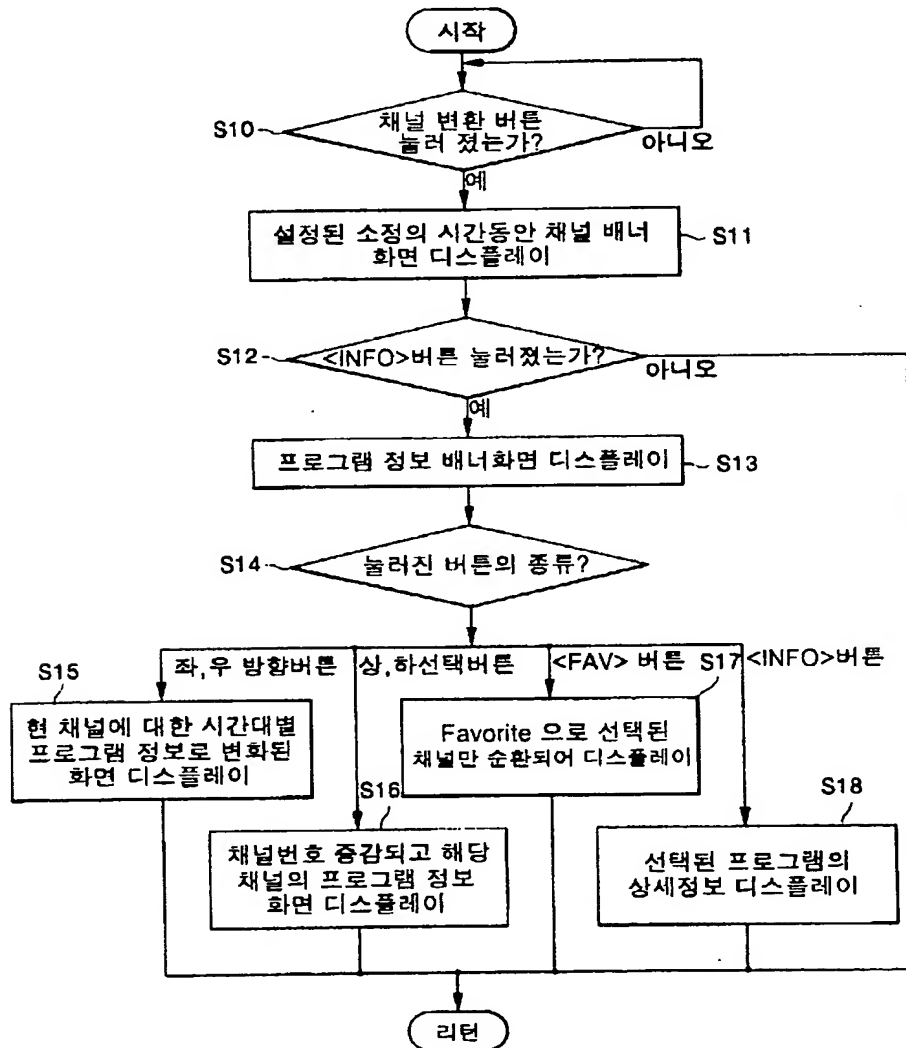 시작
S10
채널 변환 버튼
눌러 졌는가?
아니오
예
설정된 소정의 시간동안 채널 배너
화면 디스플레이
S11
S12
<INFO>버튼 눌러졌는가?
아니오
예
프로그램 정보 배너화면 디스플레이
S13
S14
눌러진 버튼의 종류?
좌,우 방향버튼
상,하선택버튼
<FAV> 버튼
<INFO>버튼
S15
현 채널에 대한 시간대별
프로그램 정보로 변화된
화면 디스플레이
S17
Favorite 으로 선택된
채널만 순환되어 디스플레이
S16
채널번호 증감되고 해당
채널의 프로그램 정보
화면 디스플레이
S18
선택된 프로그램의
상세정보 디스플레이
리턴